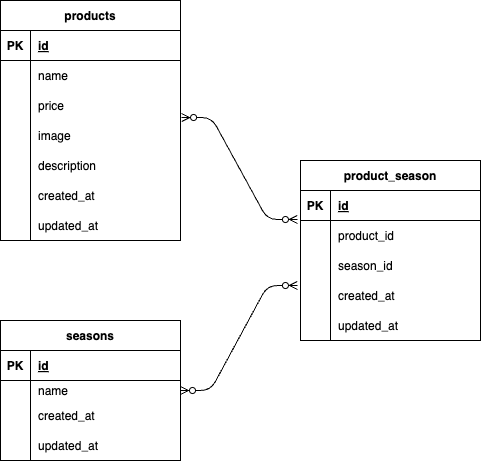 products
PK id
name
price
image
description
created_at
updated_at
product_season
PK id
product_id
season_id
created_at
updated_at
seasons
PK id
name
created_at
updated_at